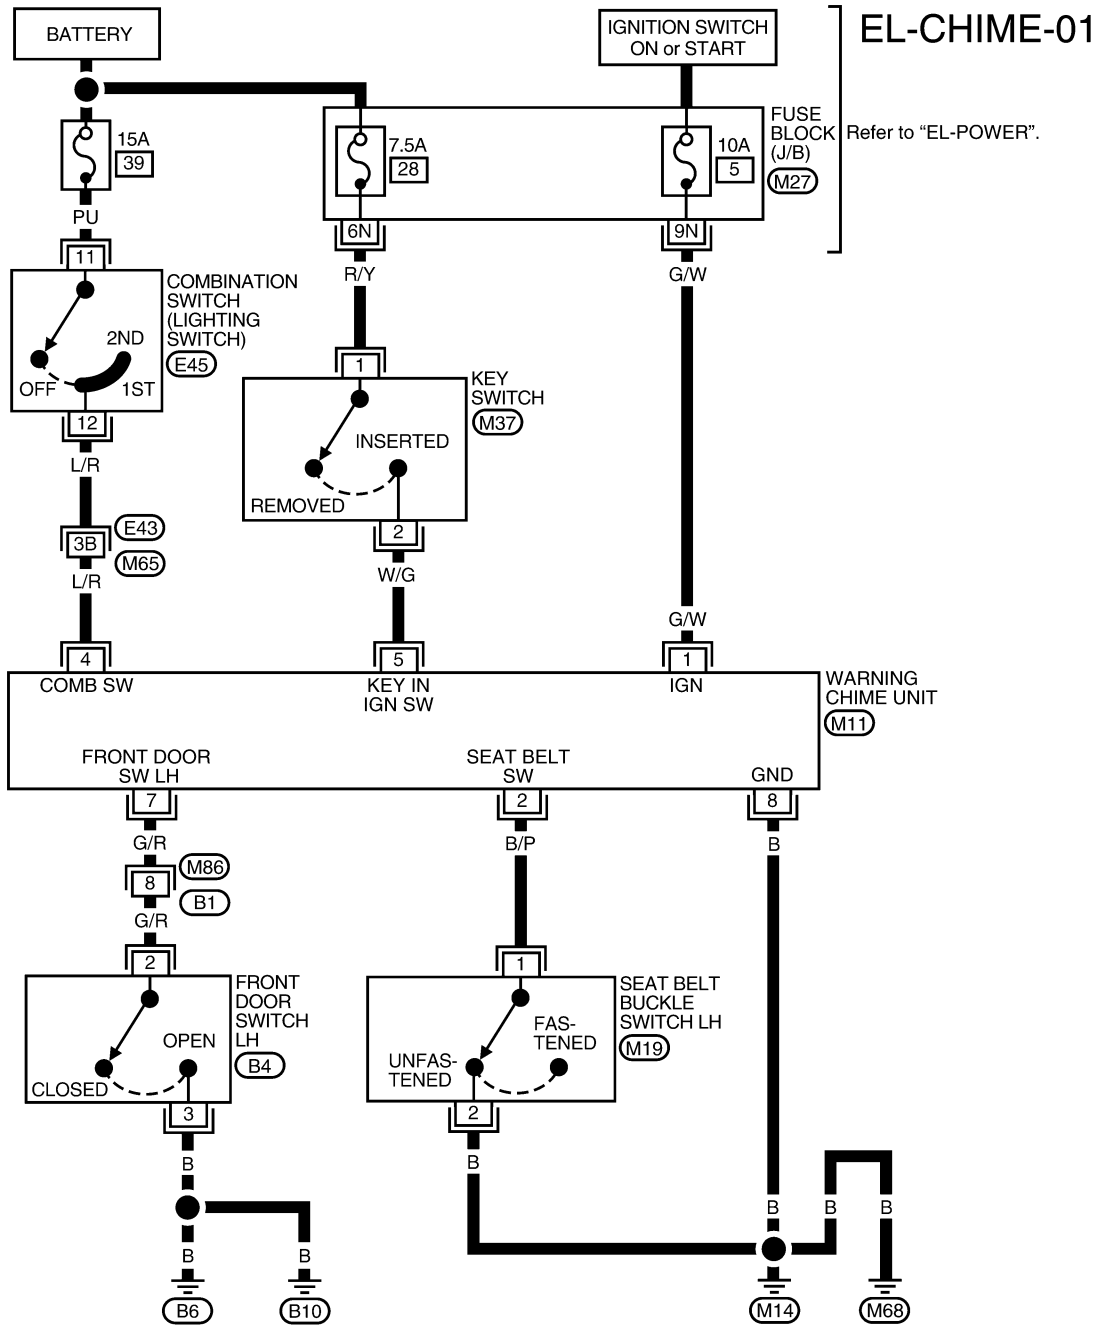 EL-CHIME-01
BATTERY
IGNITION SWITCH
ON or START
15A
39
7.5A
28
10A
5
FUSE
BLOCK
(J/B)
M27
Refer to “EL-POWER”.
PU
6N
9N
11
R/Y
G/W
COMBINATION
SWITCH
(LIGHTING
SWITCH)
E45
2ND
OFF
1ST
1
KEY
SWITCH
M37
12
INSERTED
REMOVED
L/R
2
3B
E43
M65
L/R
W/G
G/W
4
5
1
COMB SW
KEY IN
IGN SW
IGN
WARNING
CHIME UNIT
M11
FRONT DOOR
SW LH
SEAT BELT
SW
GND
7
2
8
G/R
B/P
B
8
M86
B1
G/R
2
1
FRONT
DOOR
SWITCH
LH
B4
OPEN
CLOSED
SEAT BELT
BUCKLE
SWITCH LH
M19
FAS-
TENED
UNFAS-
TENED
3
2
B
B
B
B
B
B
B
B6
B10
M14
M68